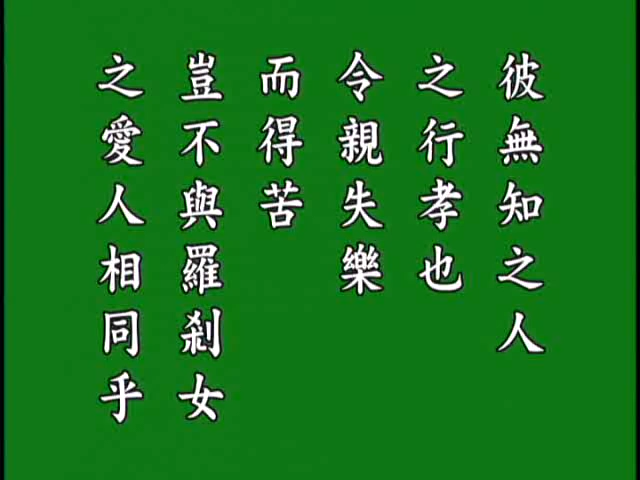 彼無知之人
之行孝也
令親失樂
而得苦
豈不與羅剎女
之愛人相同乎